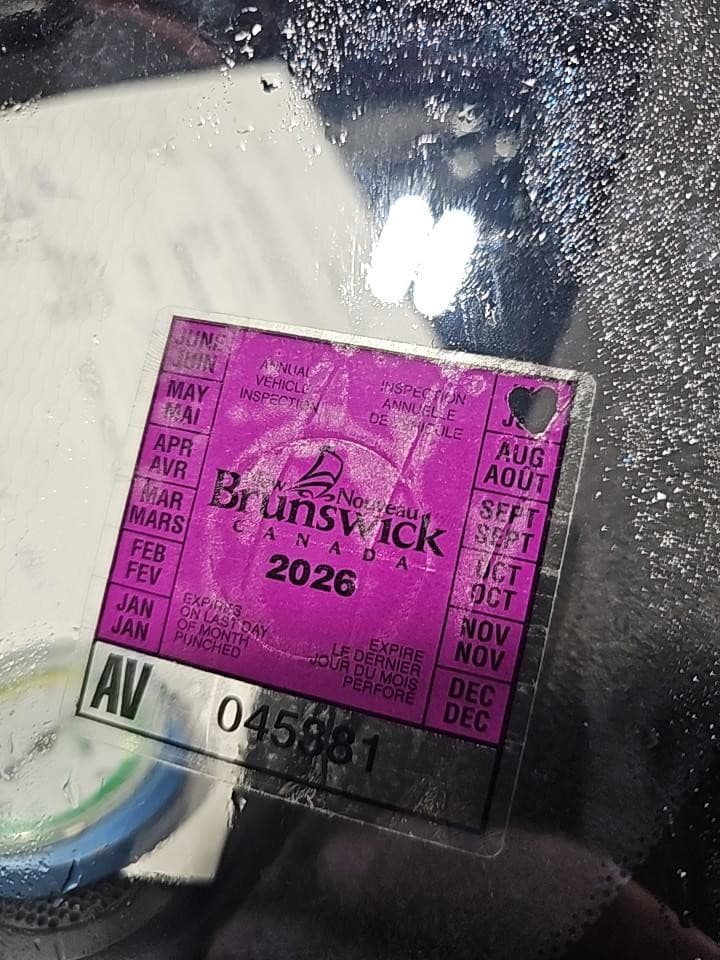 JUNE
JUIN
MAY
MAI
APR
AVR
MAR
MARS
FEB
FEV
JAN
JAN
ANNUAL
VEHICLE
INSPECTION
INSPECTION
ANNUELLE
New Nouveau
Brunswick
CANADA
2026
EXPIRES
ON LAST DAY
OF MONTH
PUNCHED
EXPIRE
LE DERNIER
JOUR DU MOIS
PERFORÉ
AUG
AOÛT
SEPT
SEPT
OCT
OCT
NOV
NOV
DEC
DEC
AV 045381